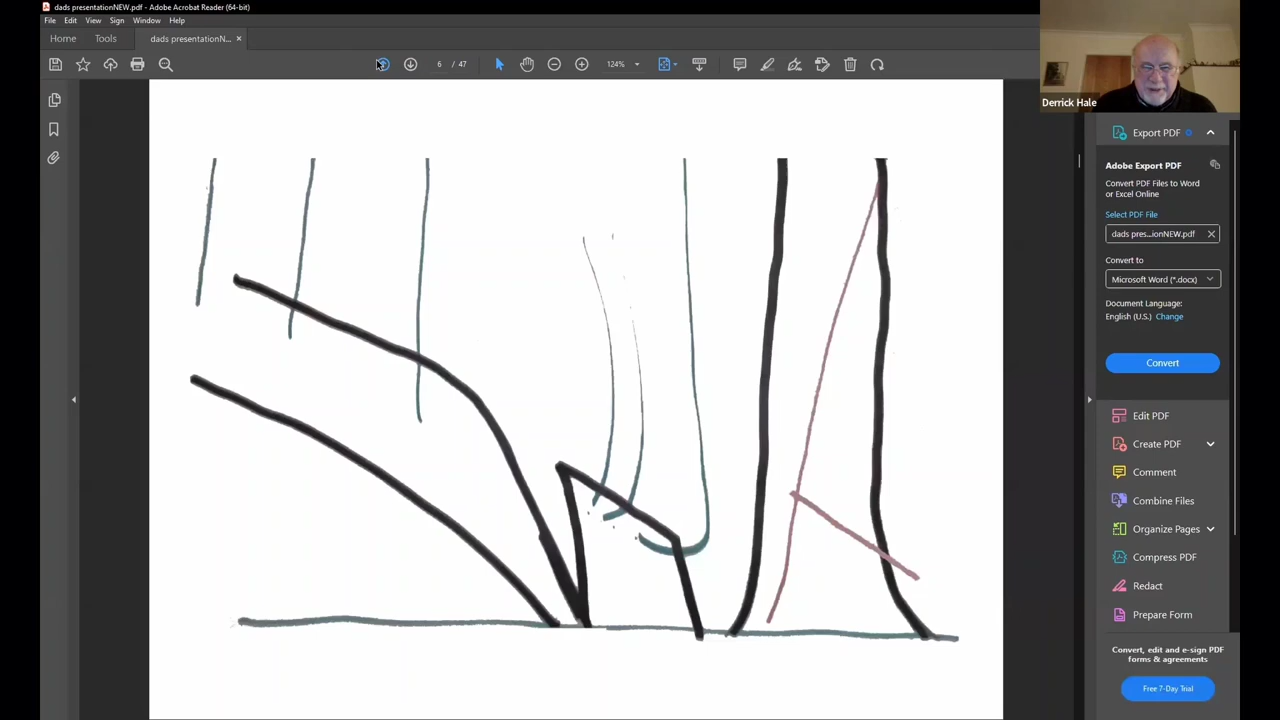 dads presentationNEW.pdf - Adobe Acrobat Reader (64-bit)
File Edit View Sign Window Help
Home Tools dads presentationN... ×
6 / 47 124%
Derrick Hale
Export PDF
Adobe Export PDF
Convert PDF Files to Word
or Excel Online
Select PDF File
dads pres...ionNEW.pdf
Convert to
Microsoft Word (*.docx)
Document Language:
English (U.S.) Change
Convert
Edit PDF
Create PDF
Comment
Combine Files
Organize Pages
Compress PDF
Redact
Prepare Form
Convert, edit and e-sign PDF
forms & agreements
Free 7-Day Trial